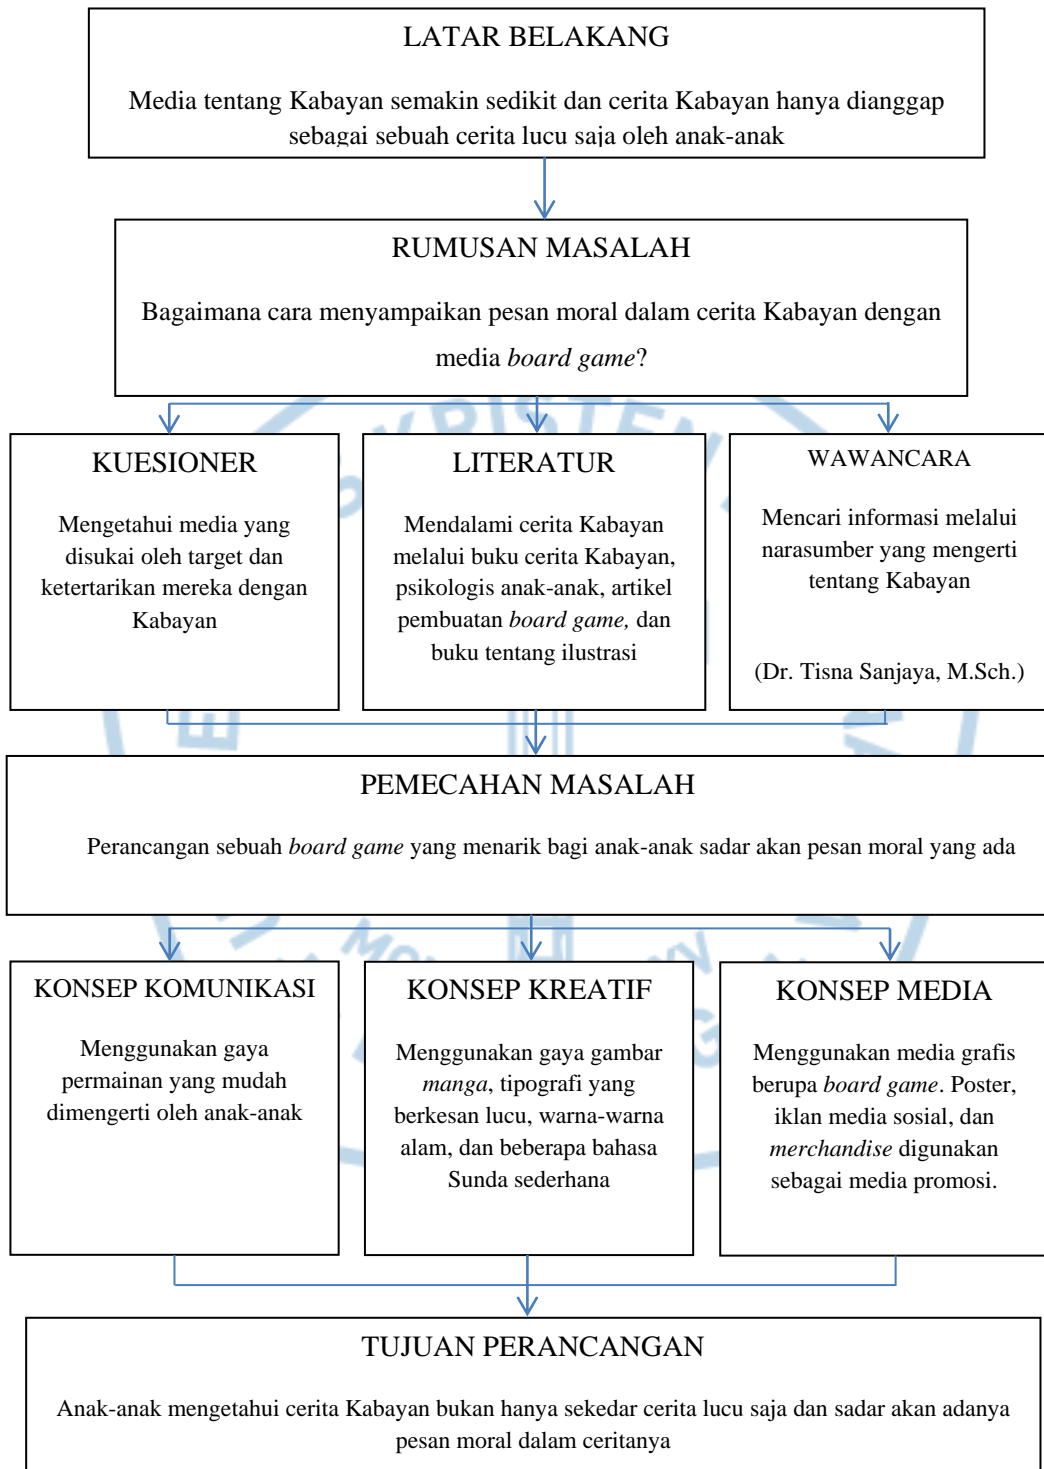 LATAR BELAKANG
Media tentang Kabayan semakin sedikit dan cerita Kabayan hanya dianggap
sebagai sebuah cerita lucu saja oleh anak-anak
RUMUSAN MASALAH
Bagaimana cara menyampaikan pesan moral dalam cerita Kabayan dengan
media board game?
KUESIONER
Mengetahui media yang
disukai oleh target dan
ketertarikan mereka dengan
Kabayan
LITERATUR
Mendalami cerita Kabayan
melalui buku cerita Kabayan,
psikologis anak-anak, artikel
pembuatan board game, dan
buku tentang ilustrasi
WAWANCARA
Mencari informasi melalui
narasumber yang mengerti
tentang Kabayan
(Dr. Tisna Sanjaya, M.Sch.)
PEMECAHAN MASALAH
Perancangan sebuah board game yang menarik bagi anak-anak sadar akan pesan moral yang ada
KONSEP KOMUNIKASI
Menggunakan gaya
permainan yang mudah
dimengerti oleh anak-anak
KONSEP KREATIF
Menggunakan gaya gambar
manga, tipografi yang
berkesan lucu, warna-warna
alam, dan beberapa bahasa
Sunda sederhana
KONSEP MEDIA
Menggunakan media grafis
berupa board game. Poster,
iklan media sosial, dan
merchandise digunakan
sebagai media promosi.
TUJUAN PERANCANGAN
Anak-anak mengetahui cerita Kabayan bukan hanya sekedar cerita lucu saja dan sadar akan adanya
pesan moral dalam ceritanya